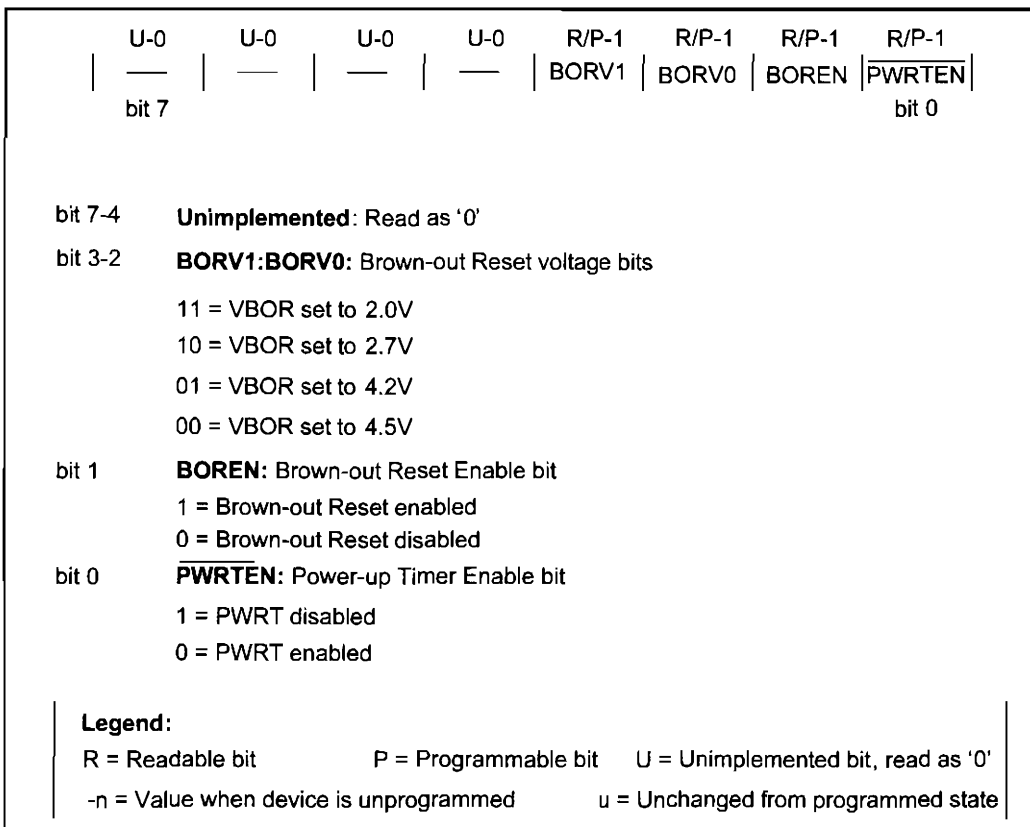 U-0 U-0 U-0 U-0 R/P-1 R/P-1 R/P-1 R/P-1
| — | — | — | — | BORV1 | BORV0 | BOREN | PWRTEN |
bit 7 bit 0
bit 7-4 Unimplemented: Read as ‘0’
bit 3-2 BORV1:BORV0: Brown-out Reset voltage bits
11 = VBOR set to 2.0V
10 = VBOR set to 2.7V
01 = VBOR set to 4.2V
00 = VBOR set to 4.5V
bit 1 BOREN: Brown-out Reset Enable bit
1 = Brown-out Reset enabled
0 = Brown-out Reset disabled
bit 0 PWRTEN: Power-up Timer Enable bit
1 = PWRT disabled
0 = PWRT enabled
Legend:
R = Readable bit P = Programmable bit U = Unimplemented bit, read as ‘0’
-n = Value when device is unprogrammed u = Unchanged from programmed state